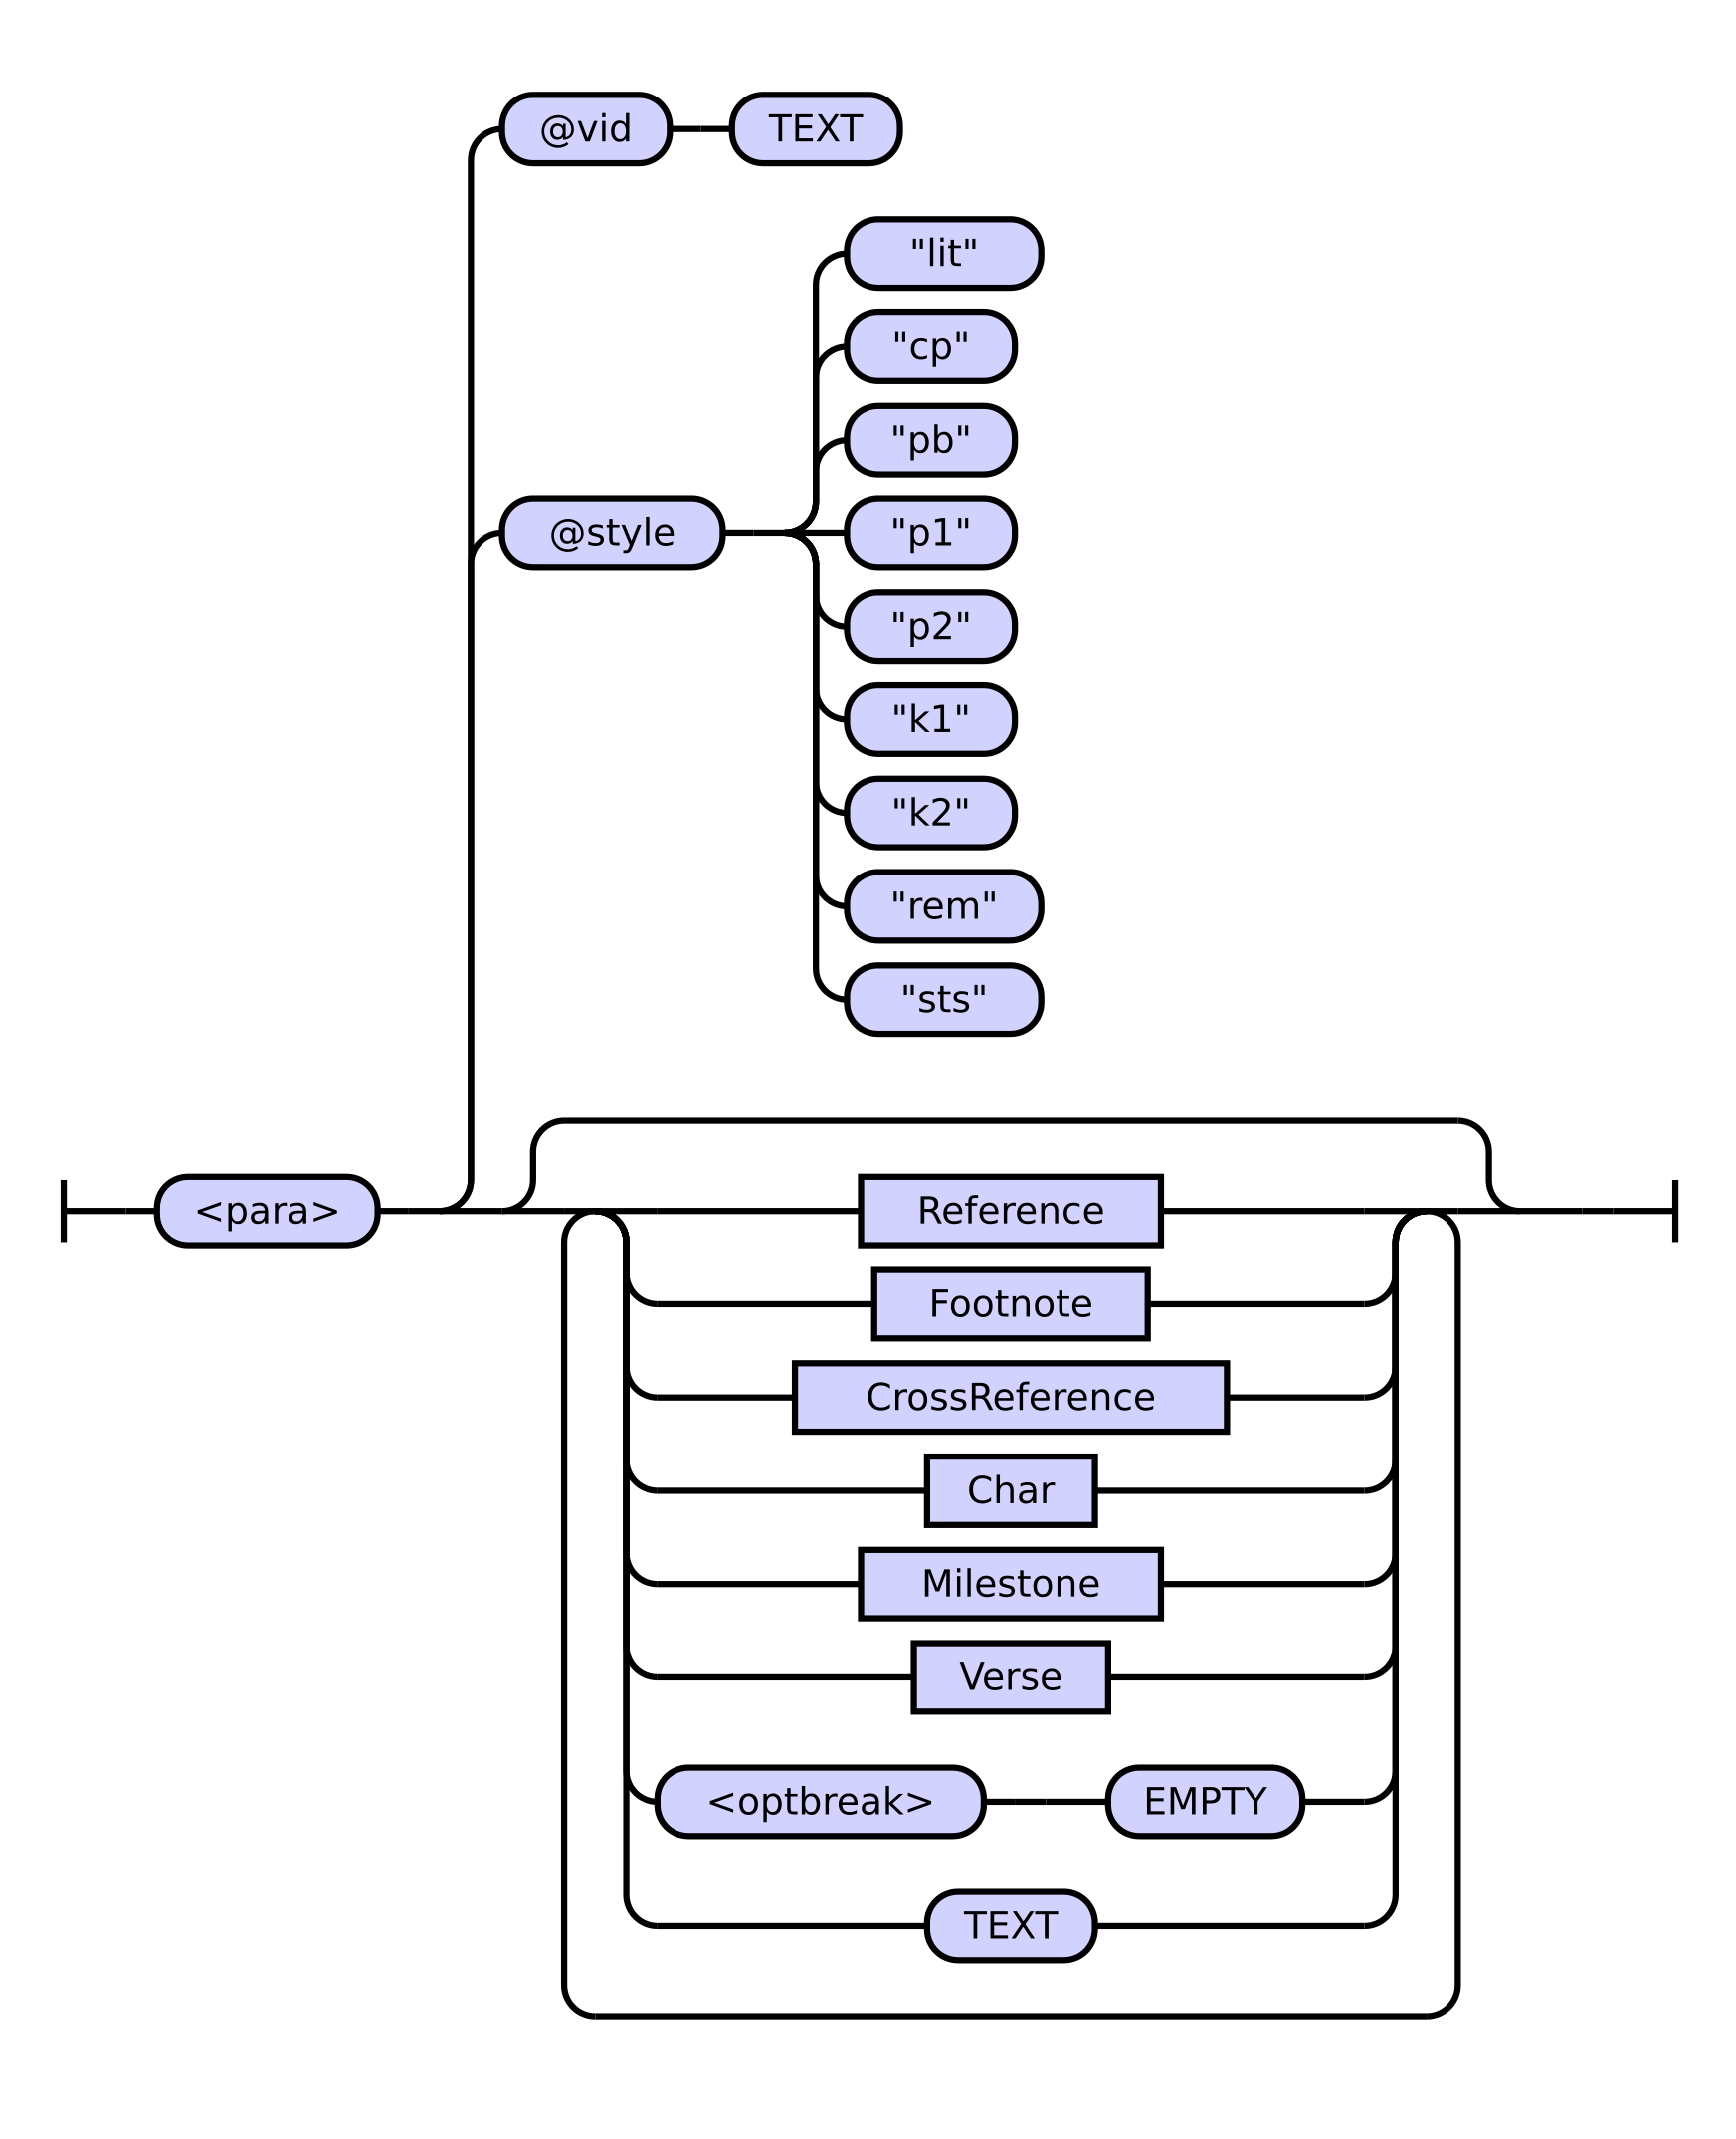 @vid TEXT
"lit"
"cp"
"pb"
@style "p1"
"p2"
"k1"
"k2"
"rem"
"sts"
<para> Reference
Footnote
CrossReference
Char
Milestone
Verse
<optbreak> EMPTY
TEXT